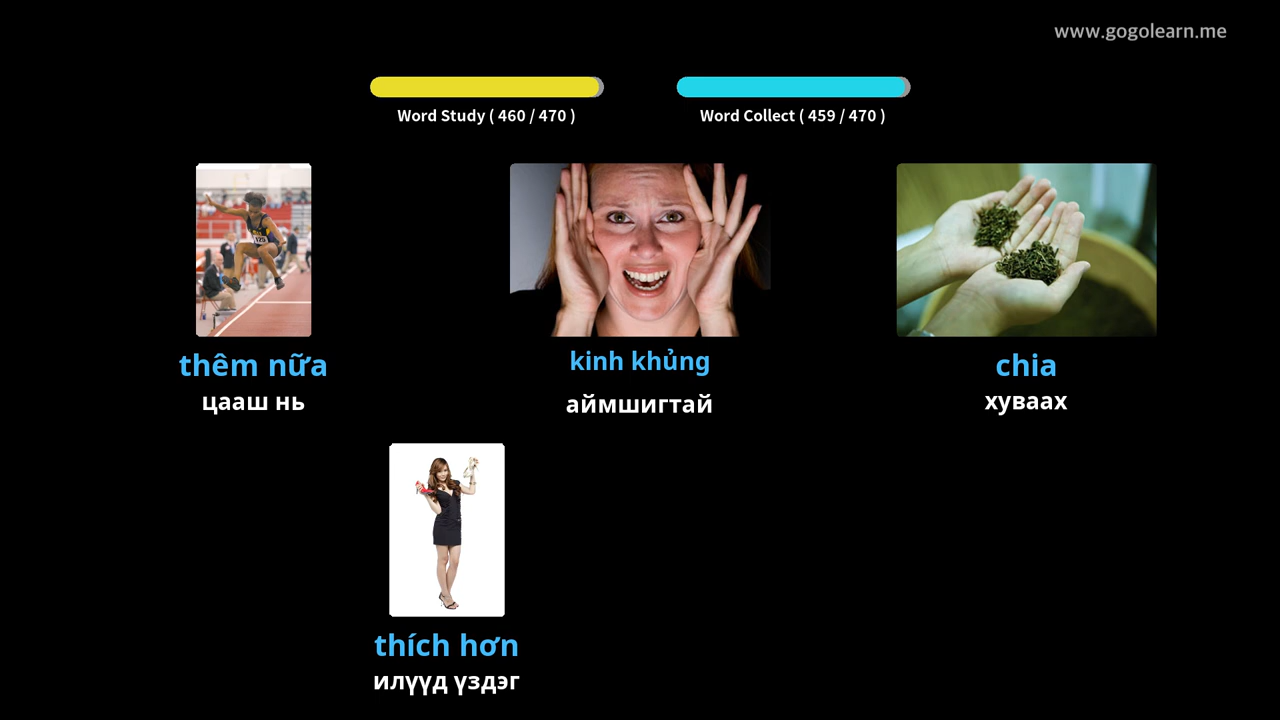 www.gogolearn.me
Word Study ( 460 / 470 )
Word Collect ( 459 / 470 )
thêm nữa
цааш нь
kinh khủng
аймшигтай
chia
хуваах
thích hơn
илүүд үздэг